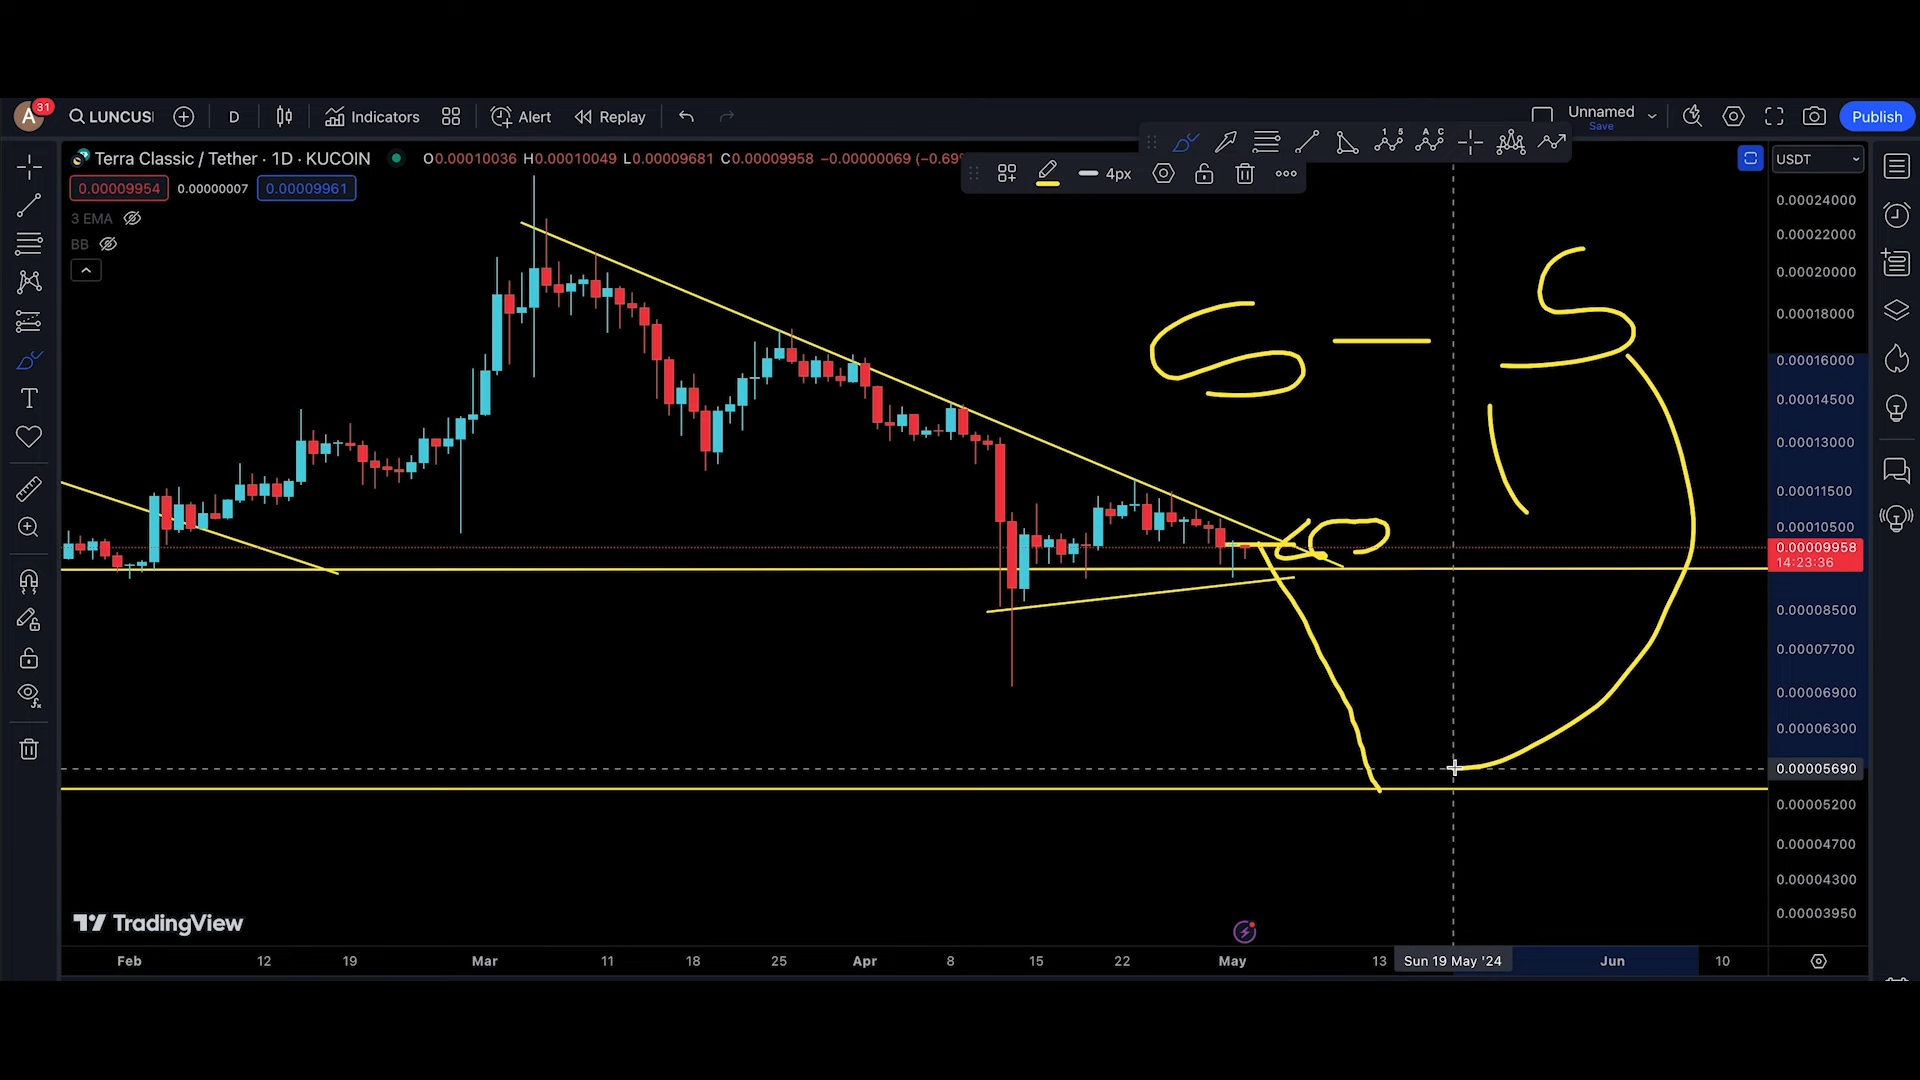 A 31 LUNCUS D Indicators Alert Replay Unnamed Save Publish
Terra Classic / Tether · 1D · KUCOIN O0.00010036 H0.00010049 L0.00009681 C0.00009958 −0.00000069 (−0.69 USDT
4px
0.00009954 0.00000007 0.00009961
3 EMA
BB
0.00024000
0.00022000
0.00020000
0.00018000
0.00016000
0.00014500
0.00013000
0.00011500
0.00010500
0.00009958
14:23:36
0.00008500
0.00007700
0.00006900
0.00006300
0.00005690
0.00005200
0.00004700
0.00004300
0.00003950
S – S
TradingView
Feb 12 19 Mar 11 18 25 Apr 8 15 22 May 13 Sun 19 May '24 Jun 10